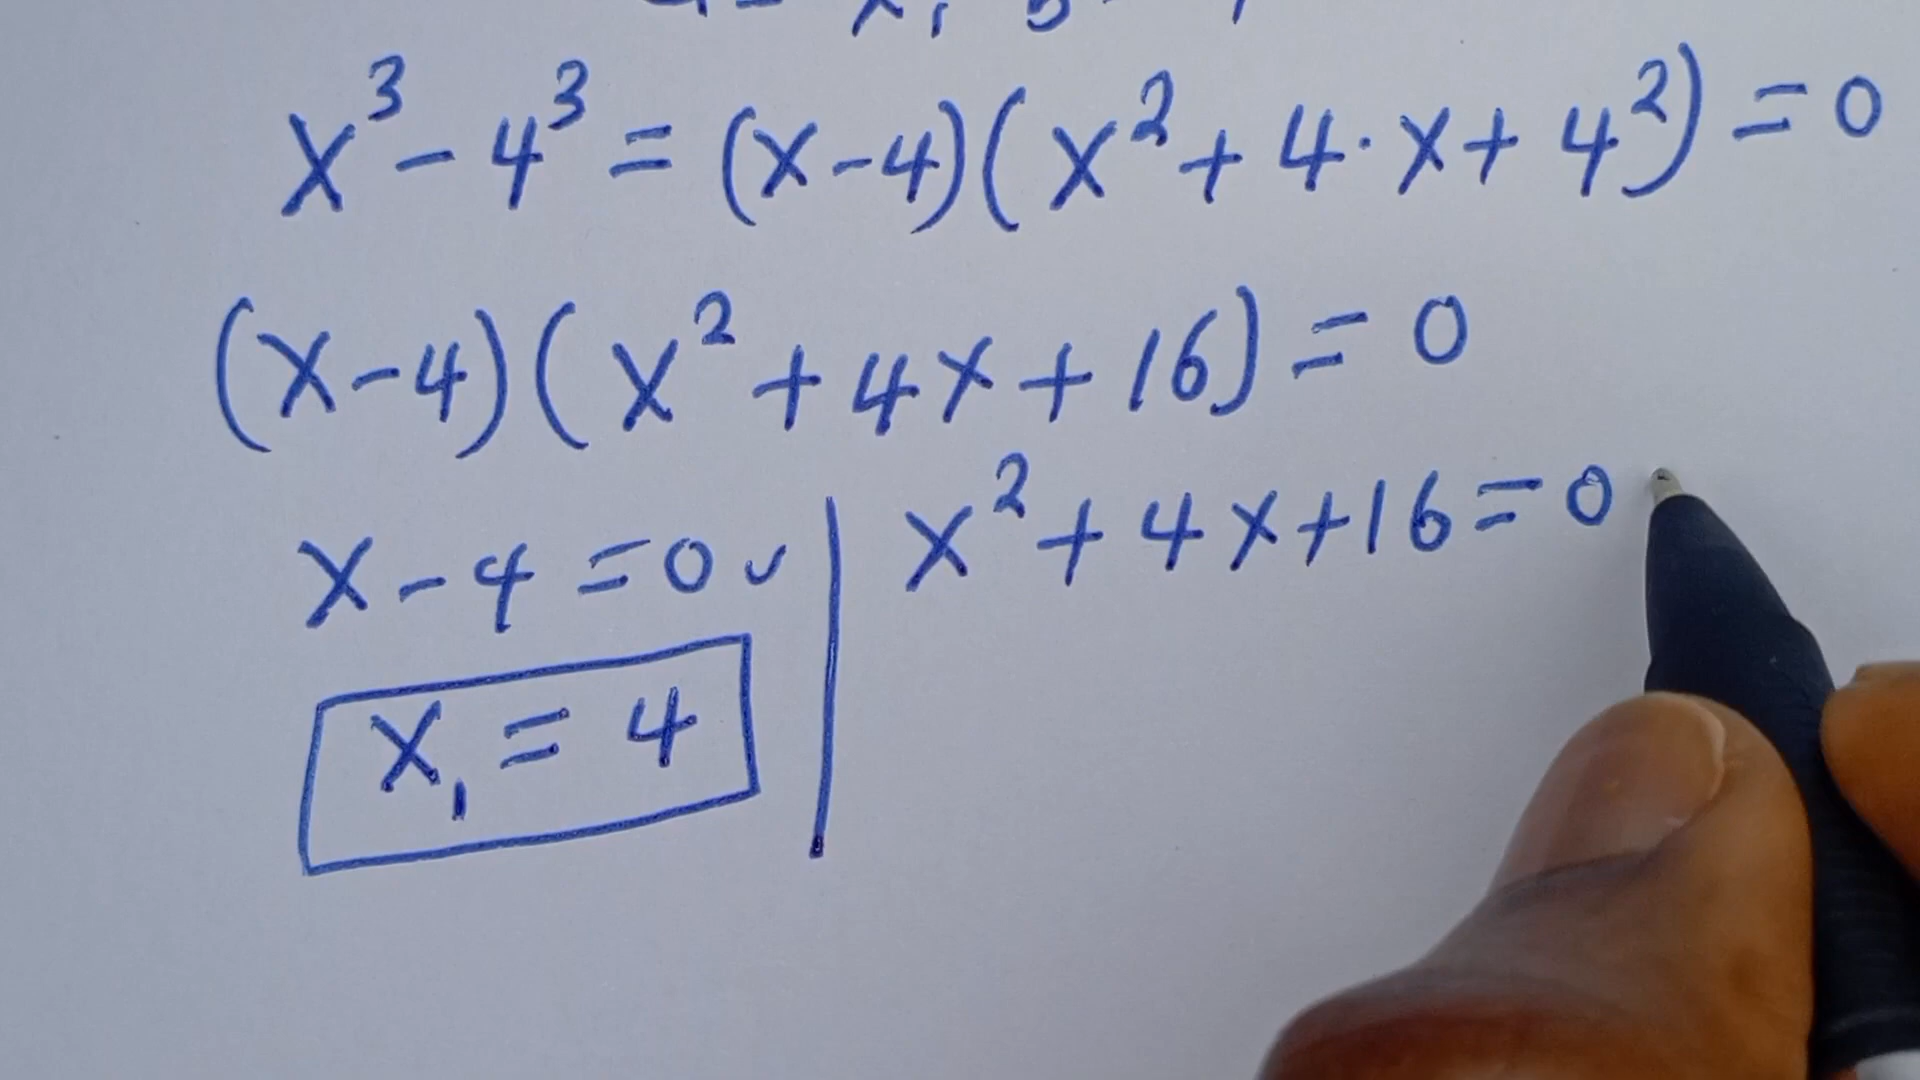 x³ - 4³ = (x-4)(x² + 4·x + 4²) = 0
(x-4)(x² + 4x + 16) = 0
x - 4 = 0
x₁ = 4
x² + 4x + 16 = 0